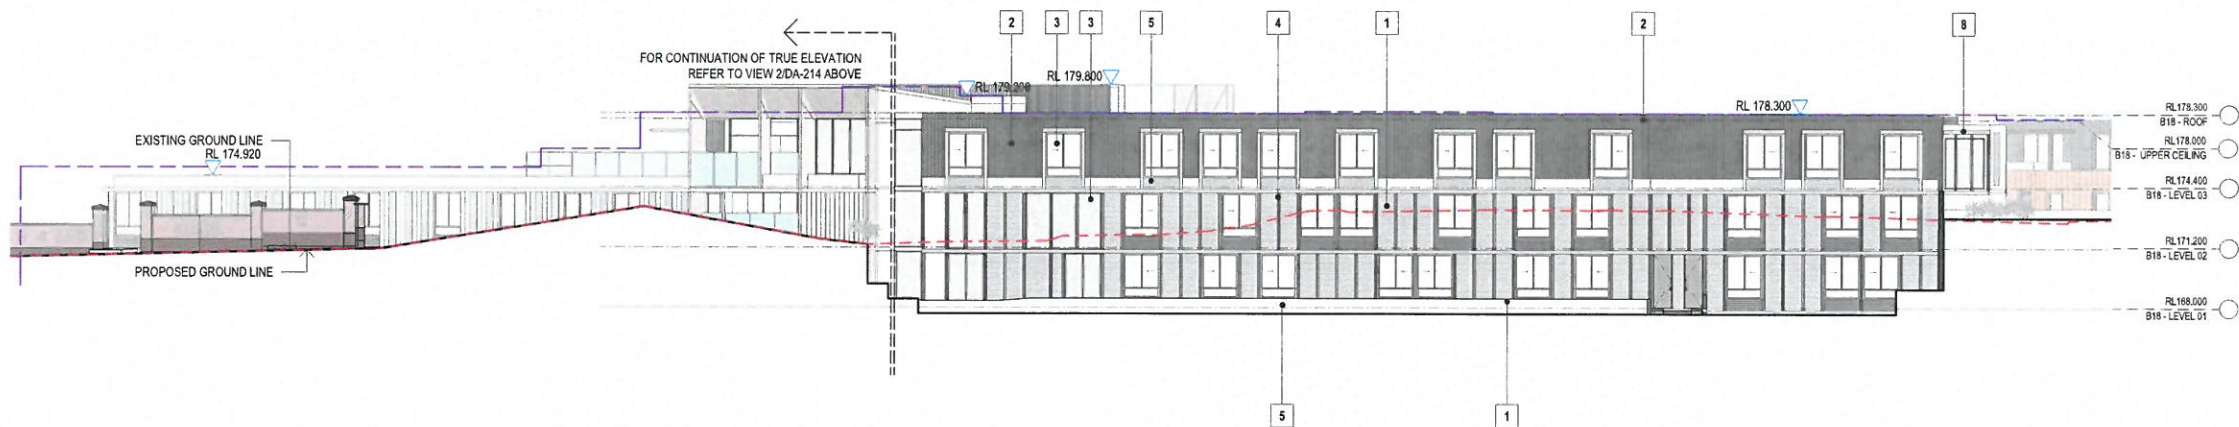 2
3
3
5
4
1
2
8
FOR CONTINUATION OF TRUE ELEVATION
REFER TO VIEW 2/DA-214 ABOVE
RL 179.200
RL 179.800
RL 178.300
RL178.300
B18 - ROOF
EXISTING GROUND LINE
RL 174.920
RL178.000
B18 - UPPER CEILING
RL174.400
B18 - LEVEL 03
RL171.200
B18 - LEVEL 02
PROPOSED GROUND LINE
RL168.000
B18 - LEVEL 01
5
1